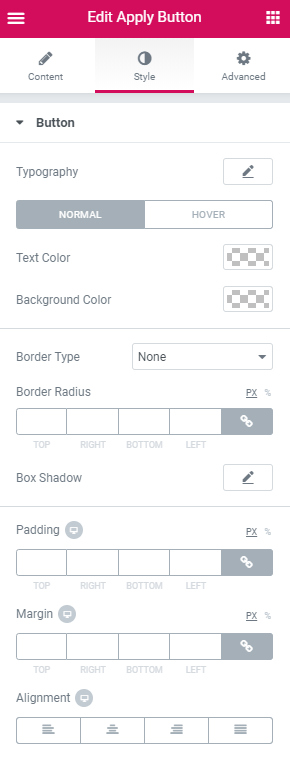 Edit Apply Button
Content Style Advanced
Button
Typography
NORMAL HOVER
Text Color
Background Color
Border Type None
Border Radius PX %
TOP RIGHT BOTTOM LEFT
Box Shadow
Padding PX %
TOP RIGHT BOTTOM LEFT
Margin PX %
TOP RIGHT BOTTOM LEFT
Alignment